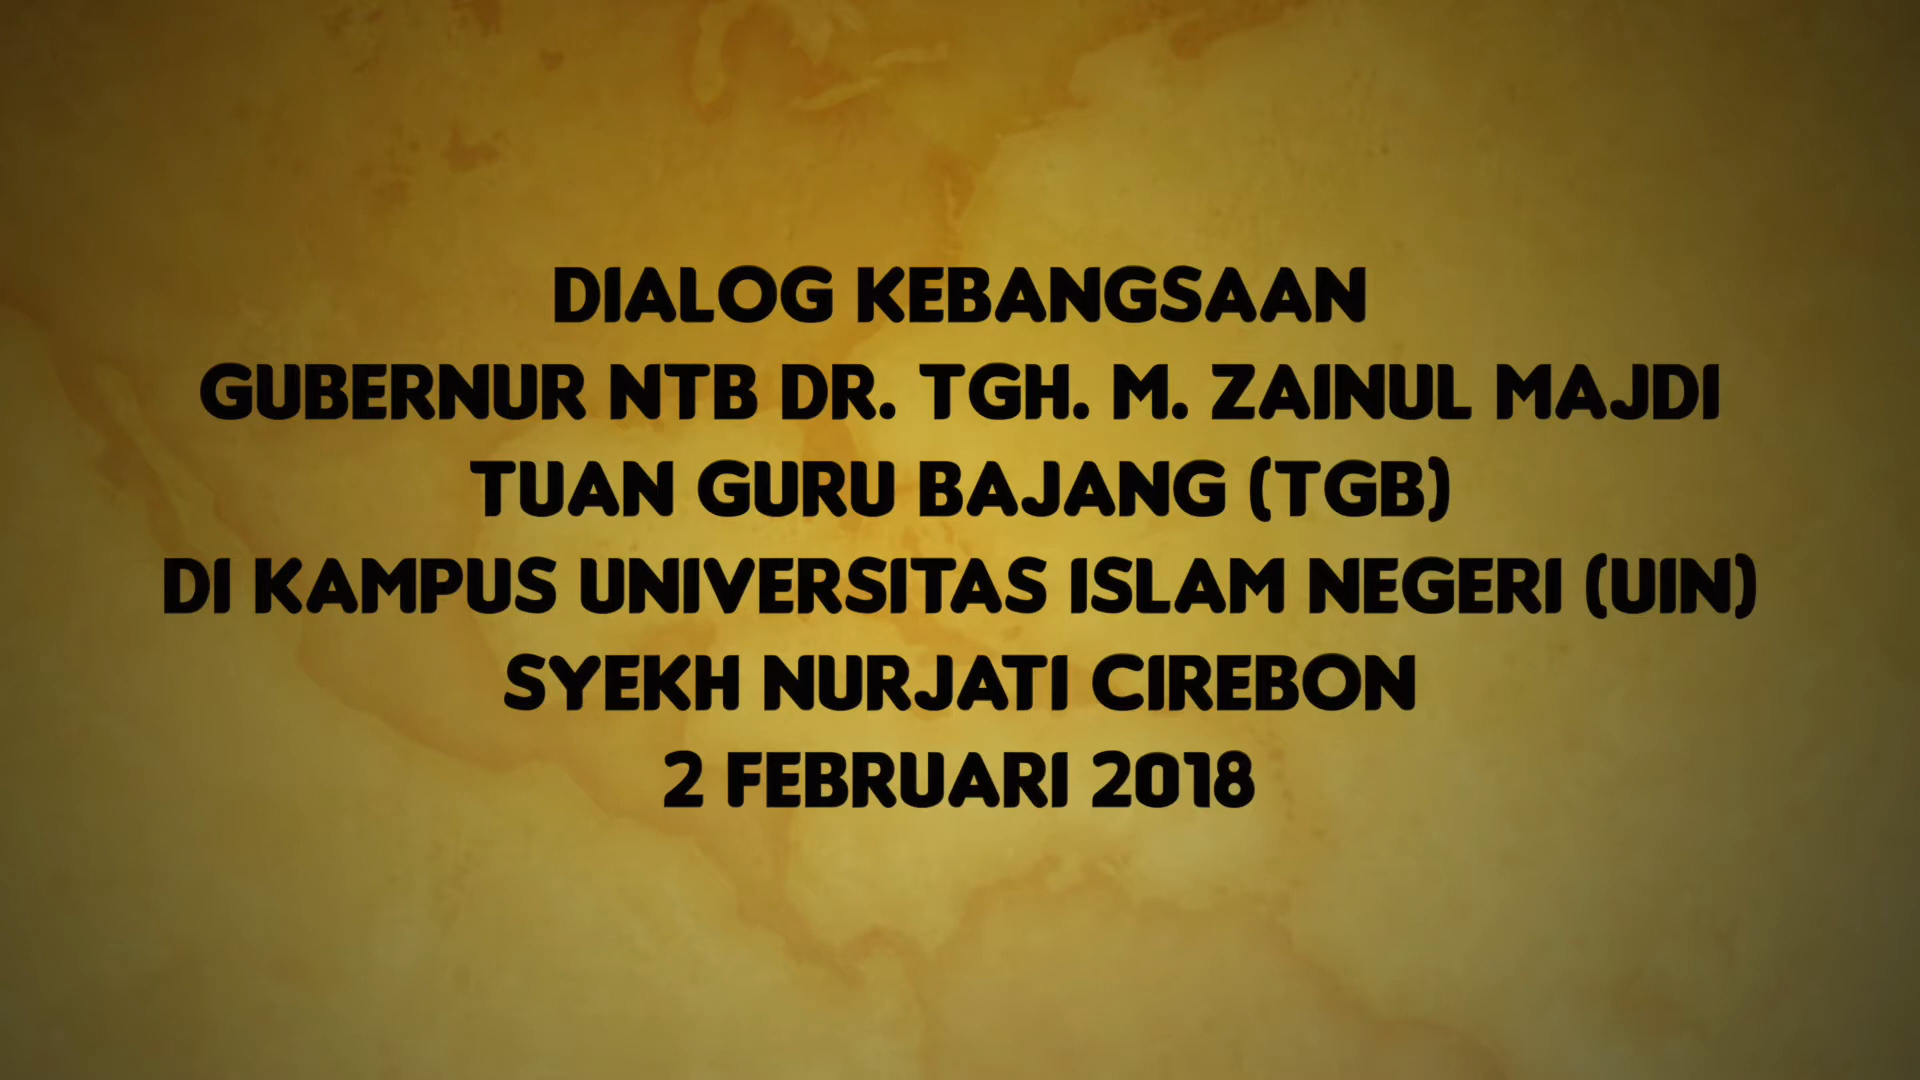 DIALOG KEBANGSAAN
GUBERNUR NTB DR. TGH. M. ZAINUL MAJDI
TUAN GURU BAJANG (TGB)
DI KAMPUS UNIVERSITAS ISLAM NEGERI (UIN)
SYEKH NURJATI CIREBON
2 FEBRUARI 2018